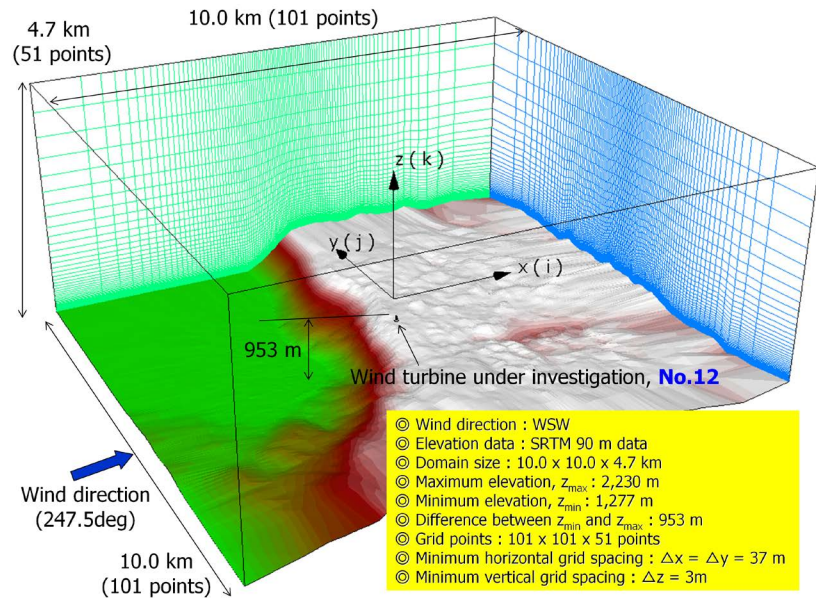 10.0 km (101 points)
4.7 km
(51 points)
z ( k )
y ( j )
x ( i )
953 m
Wind turbine under investigation, No.12
Wind direction
(247.5deg)
10.0 km
(101 points)
◎ Wind direction : WSW
◎ Elevation data : SRTM 90 m data
◎ Domain size : 10.0 x 10.0 x 4.7 km
◎ Maximum elevation, zmax : 2,230 m
◎ Minimum elevation, zmin : 1,277 m
◎ Difference between zmin and zmax : 953 m
◎ Grid points : 101 x 101 x 51 points
◎ Minimum horizontal grid spacing : △x = △y = 37 m
◎ Minimum vertical grid spacing : △z = 3m